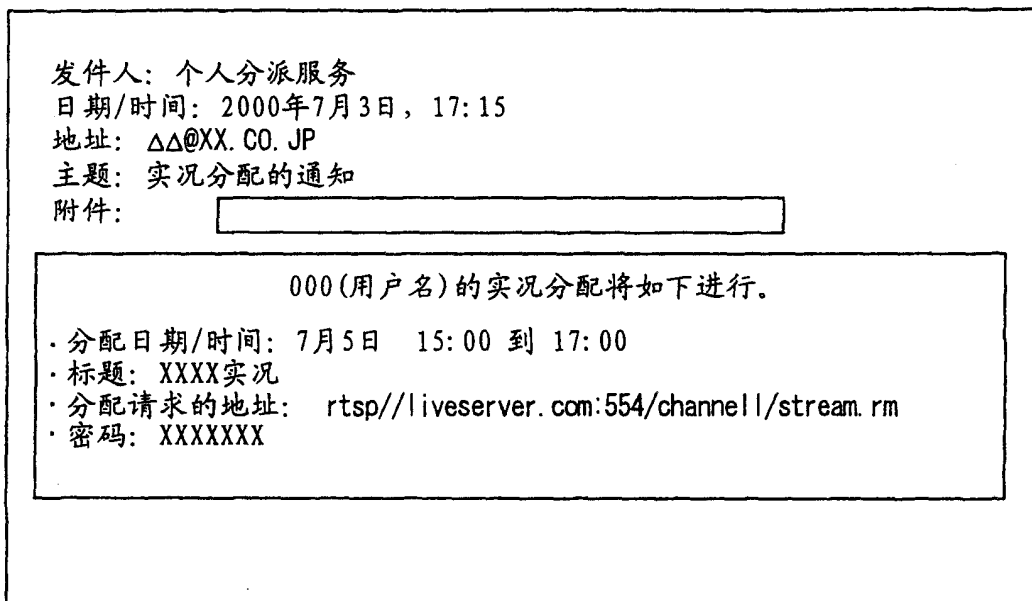 发件人: 个人分派服务
日期/时间: 2000年7月3日, 17:15
地址: △△@XX.CO.JP
主题: 实况分配的通知
附件:
000(用户名)的实况分配将如下进行。
·分配日期/时间: 7月5日 15:00 到 17:00
·标题: XXXX实况
·分配请求的地址: rtsp//liveserver.com:554/channell/stream.rm
·密码: XXXXXXX